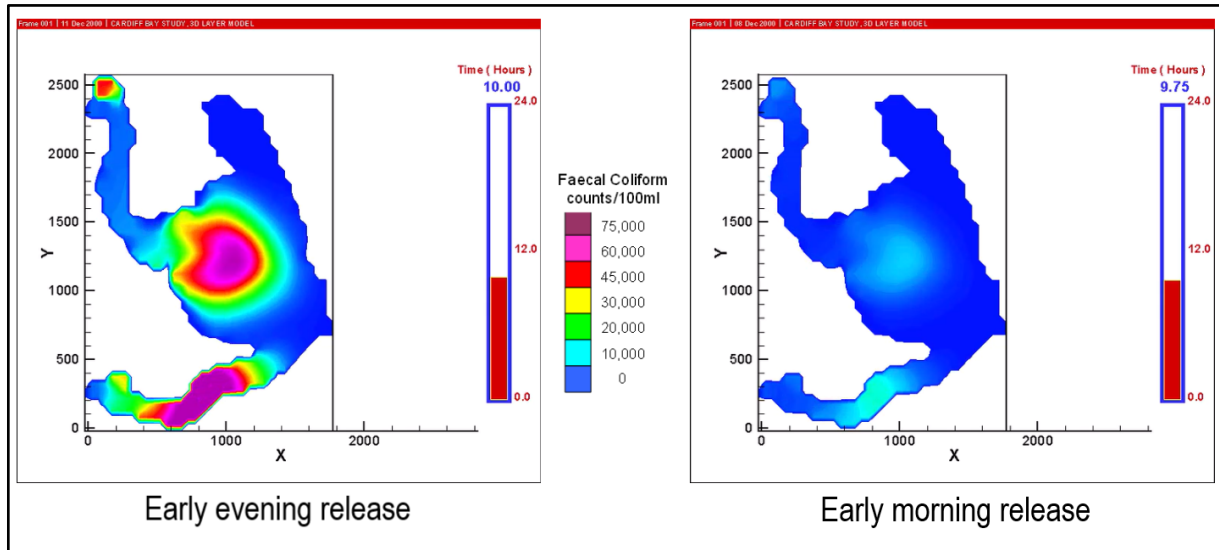 Frame 001 | 11 Dec 2000 | CARDIFF BAY STUDY, 3D LAYER MODEL
Time ( Hours )
10.00
24.0
12.0
0.0
2500
2000
1500
1000
500
0
Y
0
1000
2000
X
Early evening release
Faecal Coliform
counts/100ml
75,000
60,000
45,000
30,000
20,000
10,000
0
Frame 001 | 08 Dec 2000 | CARDIFF BAY STUDY, 3D LAYER MODEL
Time ( Hours )
9.75
24.0
12.0
0.0
2500
2000
1500
1000
500
0
Y
0
1000
2000
X
Early morning release